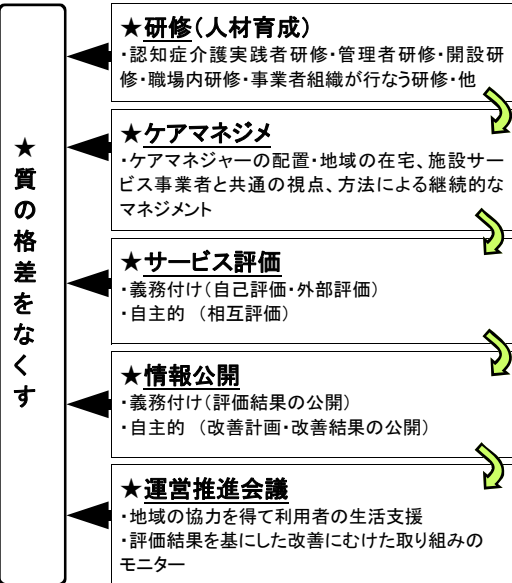 ★質の格差をなくす
★研修(人材育成)
・認知症介護実践者研修・管理者研修・開設研
修・職場内研修・事業者組織が行なう研修・他
★ケアマネジメ
・ケアマネジャーの配置・地域の在宅、施設サー
ビス事業者と共通の視点、方法による継続的な
マネジメント
★サービス評価
・義務付け(自己評価・外部評価)
・自主的 (相互評価)
★情報公開
・義務付け(評価結果の公開)
・自主的 (改善計画・改善結果の公開)
★運営推進会議
・地域の協力を得て利用者の生活支援
・評価結果を基にした改善にむけた取り組みの
モニター